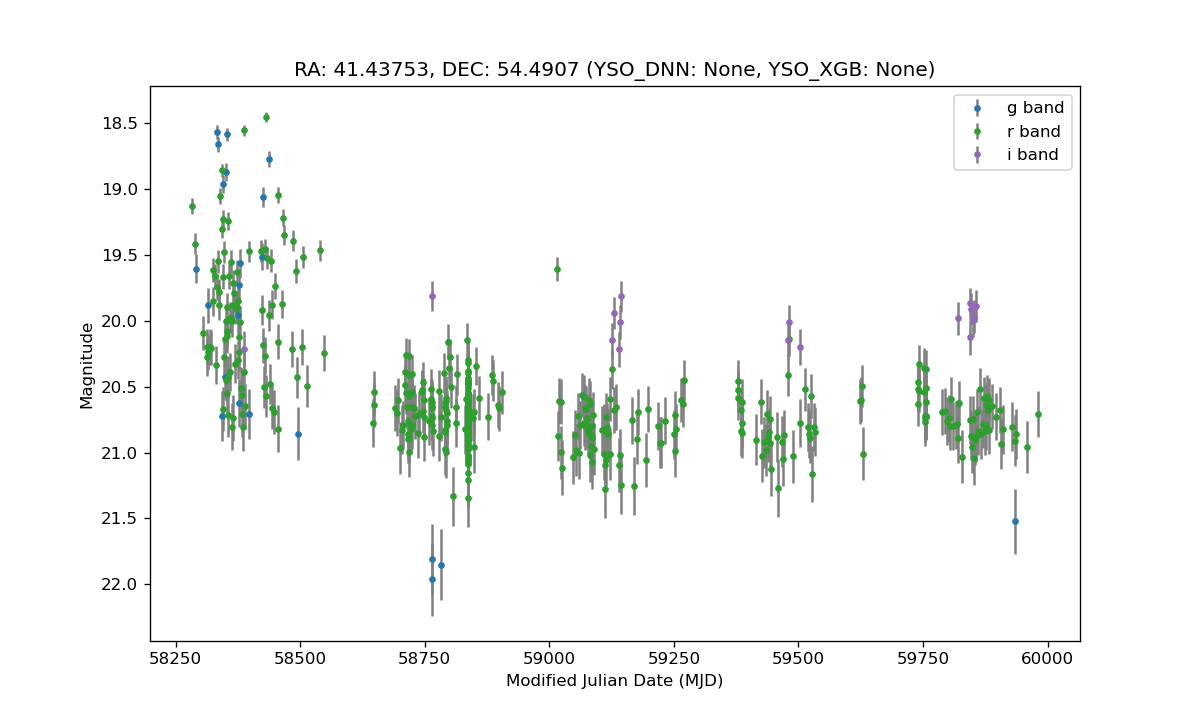 RA: 41.43753, DEC: 54.4907 (YSO_DNN: None, YSO_XGB: None)
g band
r band
i band
18.5
19.0
19.5
20.0
20.5
21.0
21.5
22.0
Magnitude
58250 58500 58750 59000 59250 59500 59750 60000
Modified Julian Date (MJD)